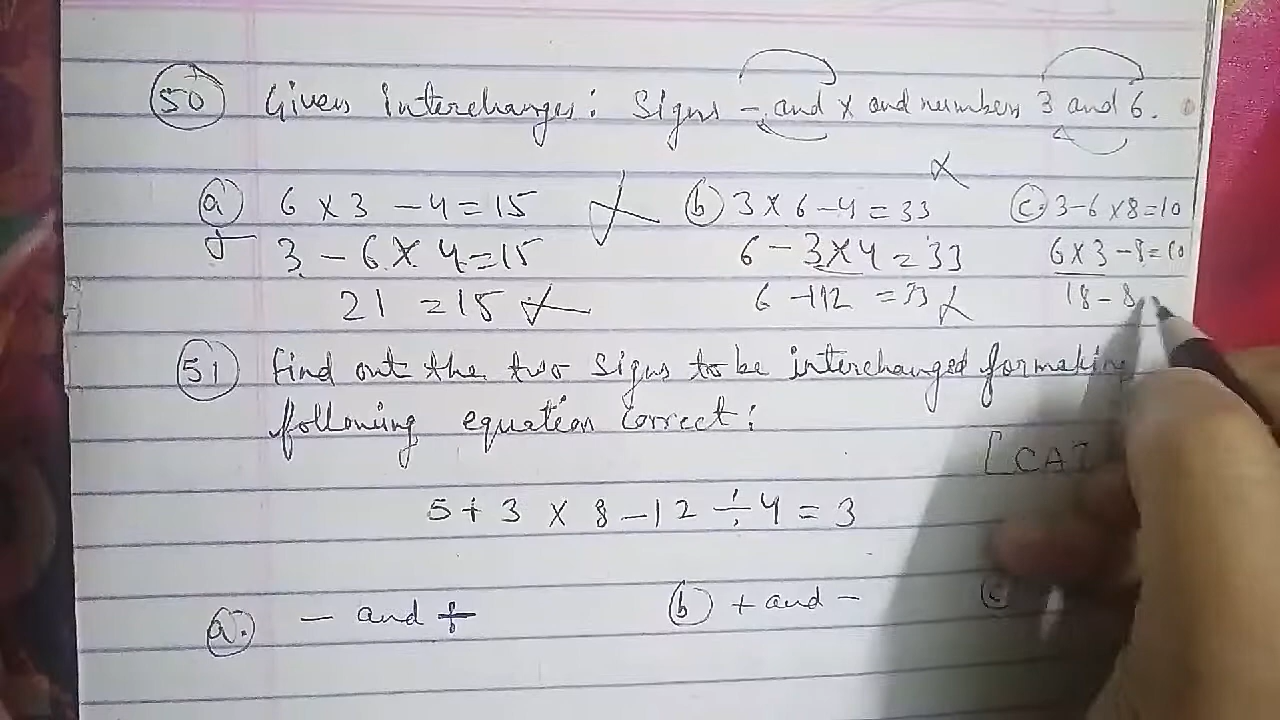 50 Given interchanges: Signs - and x and numbers 3 and 6.
a 6 x 3 - 4 = 15 b 3 x 6 - 4 = 33 c. 3 - 6 x 8 = 10
3 - 6 x 4 = 15 6 - 3 x 4 = 33 6 x 3 - 8 = 10
21 = 15 6 - 12 = 33 18 - 8
51 Find out the two signs to be interchanged for making
following equation correct:
[CAT
5 + 3 x 8 - 12 ÷ 4 = 3
a. - and ÷ b + and - c